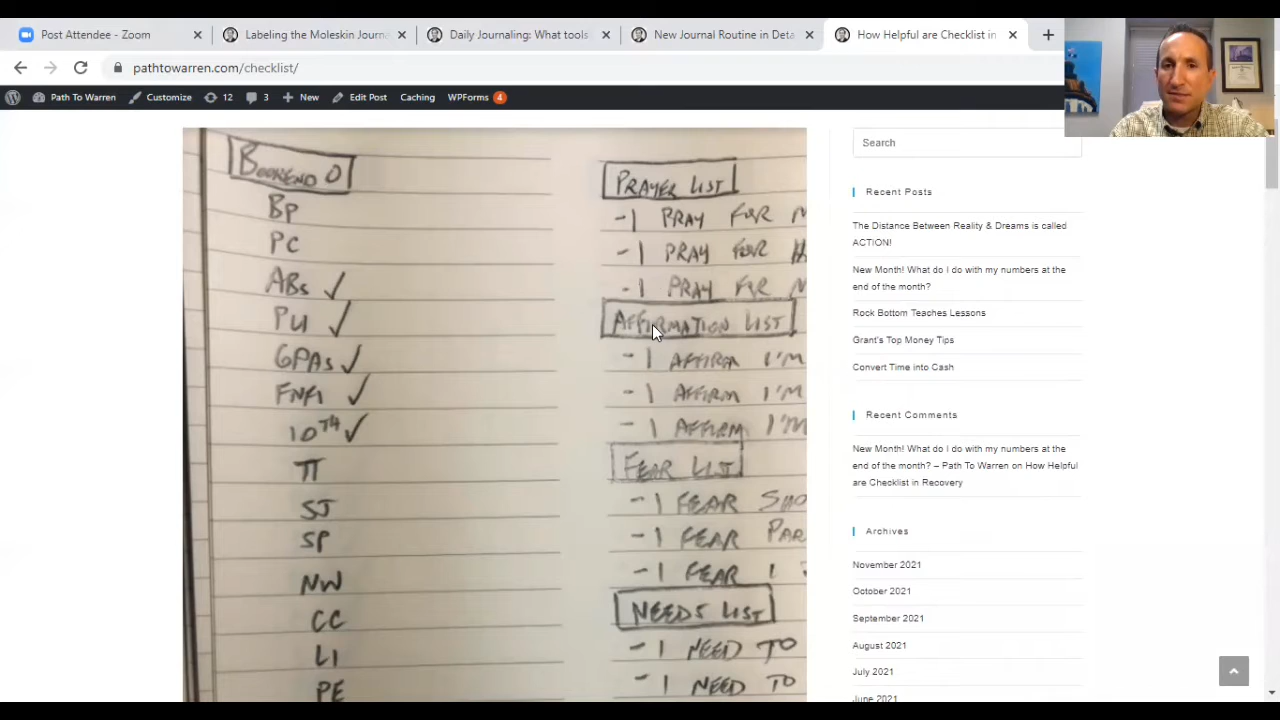 Post Attendee - Zoom
Labeling the Moleskin Journa
Daily Journaling: What tools
New Journal Routine in Deta
How Helpful are Checklist in
pathtowarren.com/checklist/
Path To Warren
Customize
12
3
New
Edit Post
Caching
WPForms
4
BOOKEND
BP
PC
ABs ✓
PU ✓
GPAs ✓
FNFI ✓
10TH ✓
π
SJ
SP
NW
CC
LI
PE
PRAYER LIST
- I PRAY FOR M
- I PRAY FOR H
- I PRAY FOR M
AFFIRMATION LIST
- I AFFIRM I'M
- I AFFIRM I'M
- I AFFIRM I'M
FEAR LIST
- I FEAR SHO
- I FEAR PAR
- I FEAR I
NEEDS LIST
- I NEED TO
- I NEED TO
Search
Recent Posts
The Distance Between Reality & Dreams is called
ACTION!
New Month! What do I do with my numbers at the
end of the month?
Rock Bottom Teaches Lessons
Grant's Top Money Tips
Convert Time into Cash
Recent Comments
New Month! What do I do with my numbers at the
end of the month? – Path To Warren on How Helpful
are Checklist in Recovery
Archives
November 2021
October 2021
September 2021
August 2021
July 2021
June 2021